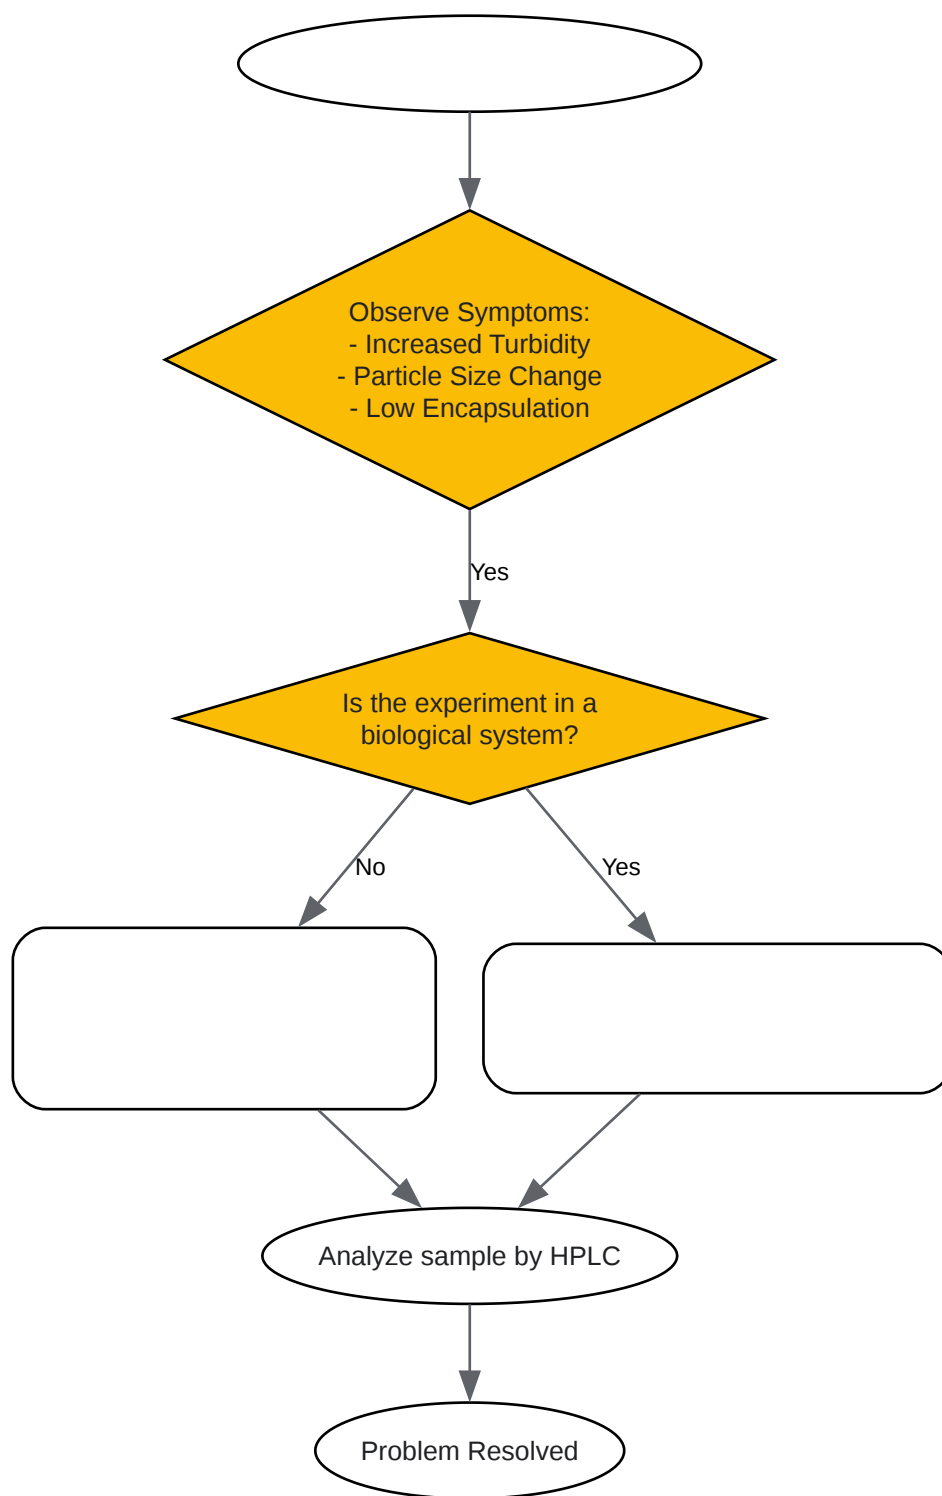 Observe Symptoms:
- Increased Turbidity
- Particle Size Change
- Low Encapsulation
Yes
Is the experiment in a
biological system?
No
Yes
Analyze sample by HPLC
Problem Resolved